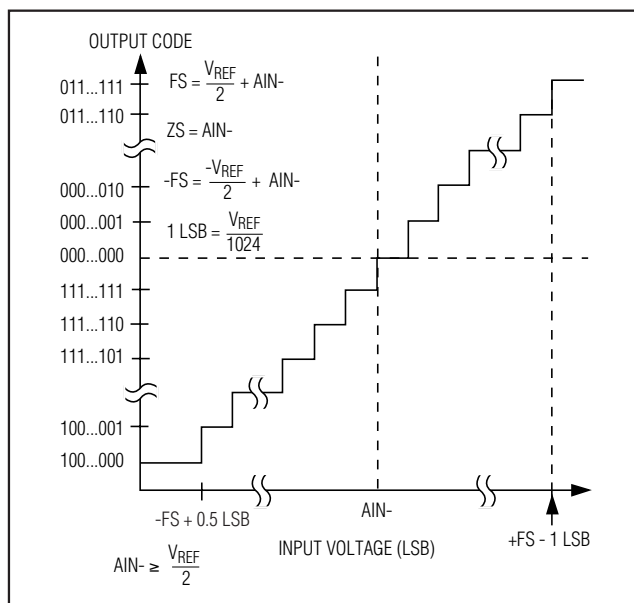 OUTPUT CODE
011...111
011...110
000...010
000...001
000...000
111...111
111...110
111...101
100...001
100...000
FS = V_REF/2 + AIN-
ZS = AIN-
-FS = -V_REF/2 + AIN-
1 LSB = V_REF/1024
-FS + 0.5 LSB
AIN-
+FS - 1 LSB
INPUT VOLTAGE (LSB)
AIN- ≥ V_REF/2